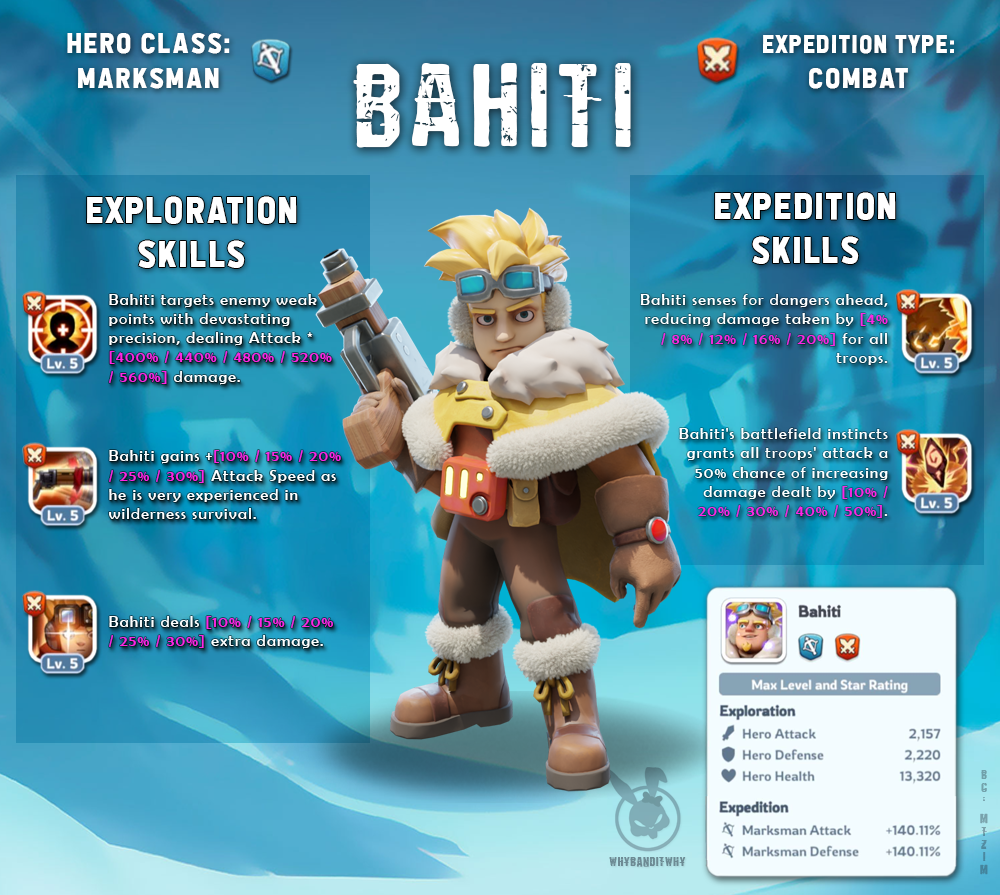 HERO CLASS:
MARKSMAN
BAHITI
EXPEDITION TYPE:
COMBAT
EXPLORATION
SKILLS
Bahiti targets enemy weak
points with devastating
precision, dealing Attack *
[400% / 440% / 480% / 520%
/ 560%] damage.
Lv. 5
Bahiti gains +[10% / 15% / 20%
/ 25% / 30%] Attack Speed as
he is very experienced in
wilderness survival.
Lv. 5
Bahiti deals [10% / 15% / 20%
/ 25% / 30%] extra damage.
Lv. 5
EXPEDITION
SKILLS
Bahiti senses for dangers ahead,
reducing damage taken by [4%
/ 8% / 12% / 16% / 20%] for all
troops.
Lv. 5
Bahiti's battlefield instincts
grants all troops' attack a
50% chance of increasing
damage dealt by [10% /
20% / 30% / 40% / 50%].
Lv. 5
Bahiti
Max Level and Star Rating
Exploration
Hero Attack 2,157
Hero Defense 2,220
Hero Health 13,320
Expedition
Marksman Attack +140.11%
Marksman Defense +140.11%
WHYBANDITWHY
BG: MTZIM